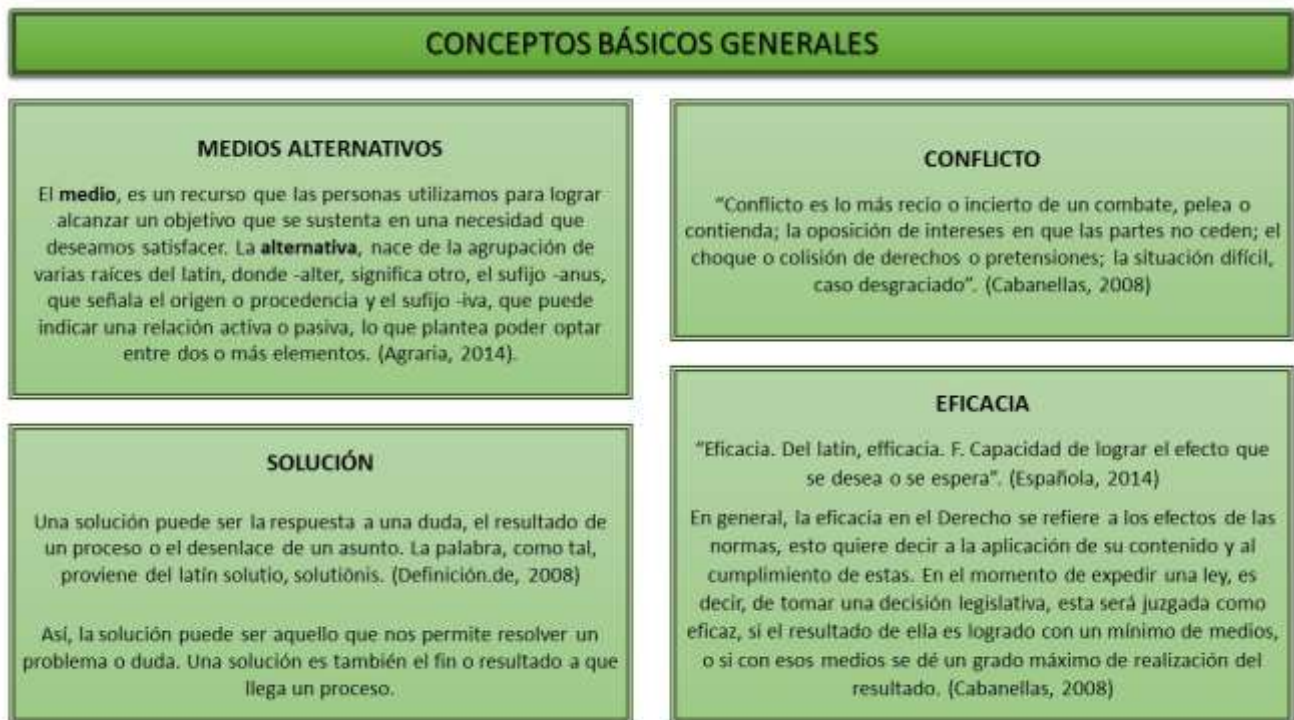 CONCEPTOS BÁSICOS GENERALES
MEDIOS ALTERNATIVOS
El medio, es un recurso que las personas utilizamos para lograr
alcanzar un objetivo que se sustenta en una necesidad que
deseamos satisfacer. La alternativa, nace de la agrupación de
varias raíces del latín, donde -alter, significa otro, el sufijo -anus,
que señala el origen o procedencia y el sufijo -iva, que puede
indicar una relación activa o pasiva, lo que plantea poder optar
entre dos o más elementos. (Agraria, 2014).
SOLUCIÓN
Una solución puede ser la respuesta a una duda, el resultado de
un proceso o el desenlace de un asunto. La palabra, como tal,
proviene del latín solutio, solutiōnis. (Definición.de, 2008)
Así, la solución puede ser aquello que nos permite resolver un
problema o duda. Una solución es también el fin o resultado a que
llega un proceso.
CONFLICTO
“Conflicto es lo más recio o incierto de un combate, pelea o
contienda; la oposición de intereses en que las partes no ceden; el
choque o colisión de derechos o pretensiones; la situación difícil,
caso desgraciado”. (Cabanellas, 2008)
EFICACIA
“Eficacia. Del latín, efficacia. F. Capacidad de lograr el efecto que
se desea o se espera”. (Española, 2014)
En general, la eficacia en el Derecho se refiere a los efectos de las
normas, esto quiere decir a la aplicación de su contenido y al
cumplimiento de estas. En el momento de expedir una ley, es
decir, de tomar una decisión legislativa, esta será juzgada como
eficaz, si el resultado de ella es logrado con un mínimo de medios,
o si con esos medios se dé un grado máximo de realización del
resultado. (Cabanellas, 2008)